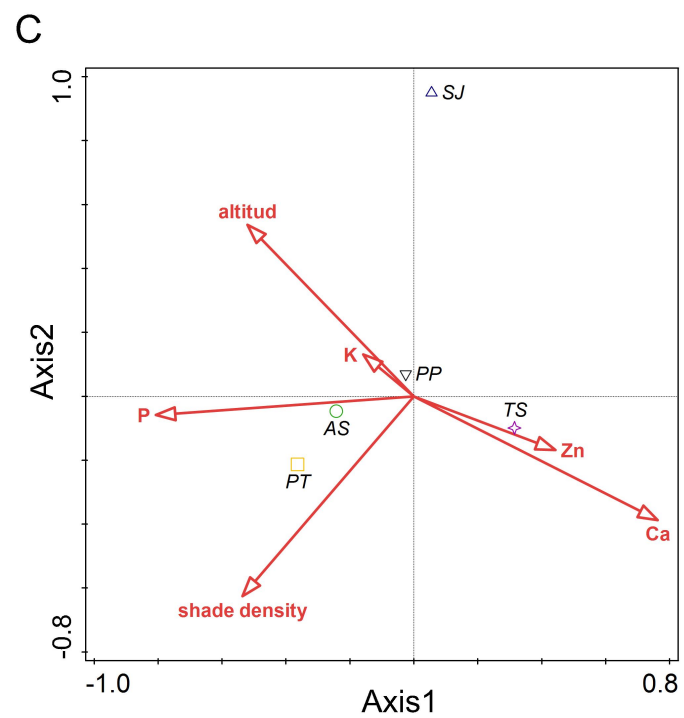 C
1.0
SJ
altitud
Axis2
K
PP
P
AS
TS
Zn
PT
Ca
shade density
-0.8
-1.0
0.8
Axis1